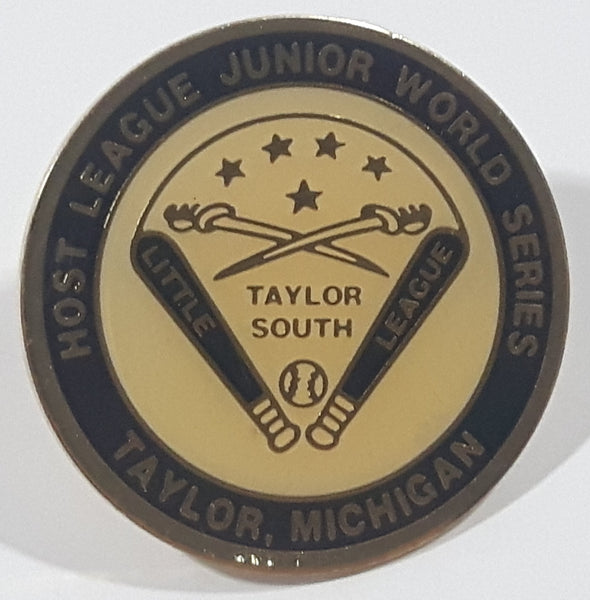 HOST LEAGUE JUNIOR WORLD SERIES
LITTLE
LEAGUE
TAYLOR
SOUTH
TAYLOR, MICHIGAN